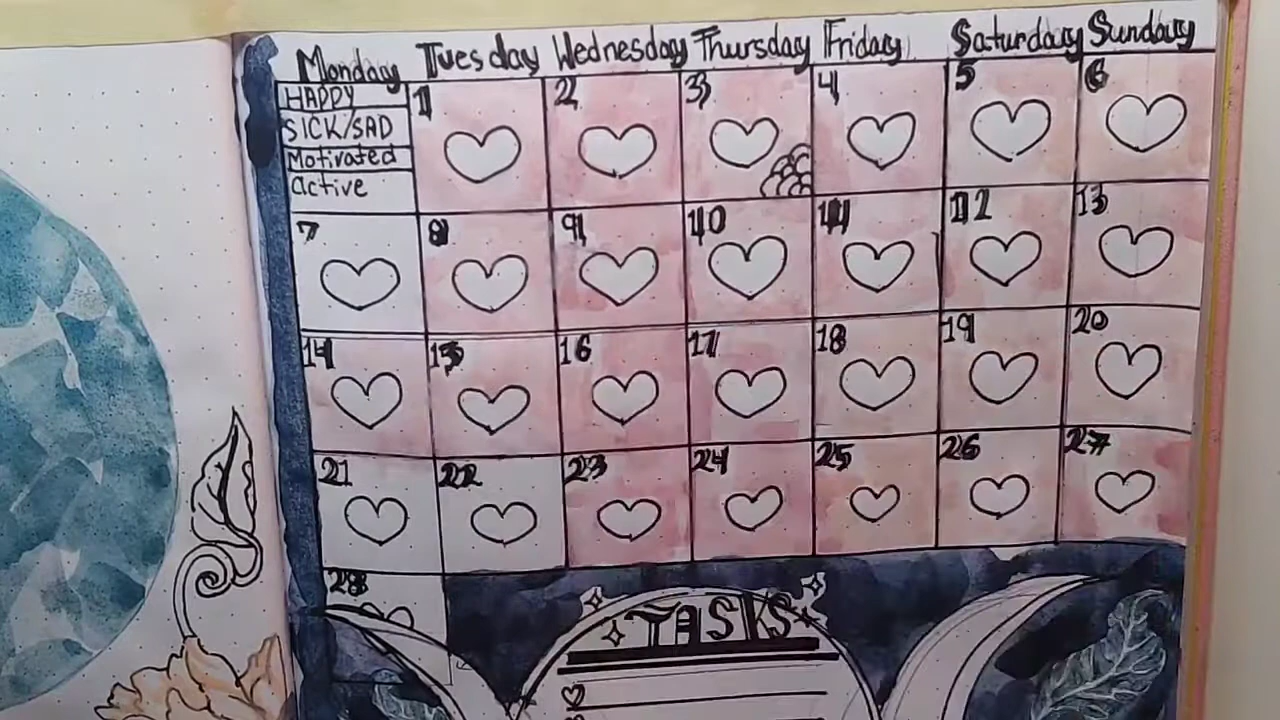 Monday Tuesday Wednesday Thursday Friday Saturday Sunday
HAPPY
SICK/SAD
Motivated
active
1 2 3 4 5 6
7 8 9 10 11 12 13
14 15 16 17 18 19 20
21 22 23 24 25 26 27
28
TASKS